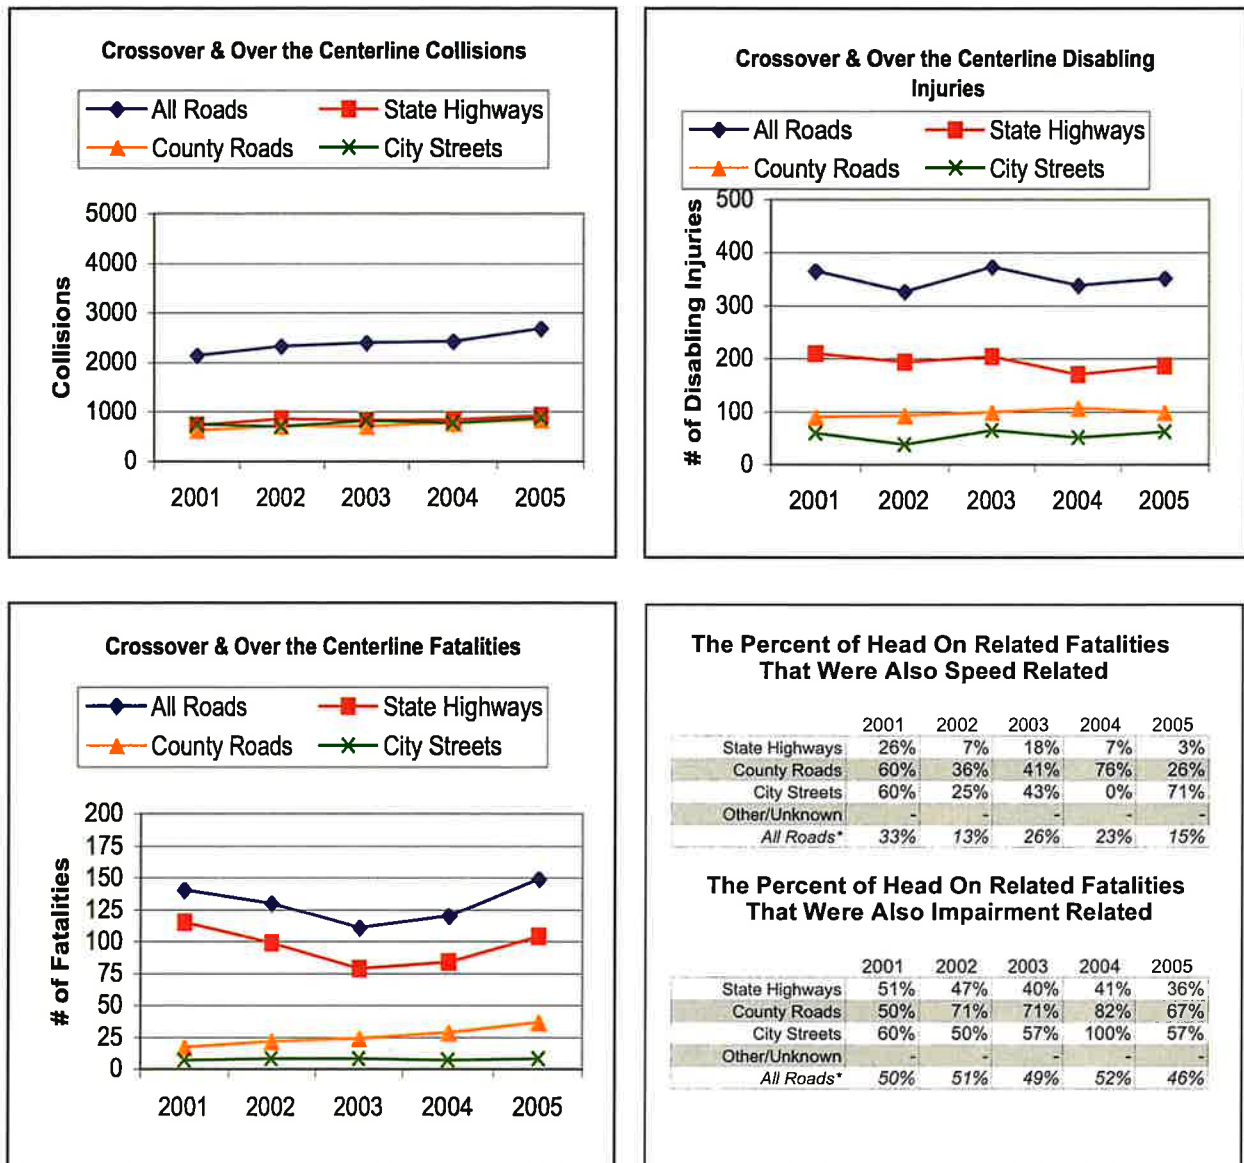 Crossover & Over the Centerline Collisions
All Roads State Highways
County Roads City Streets
5000
4000
3000
2000
1000
0
Collisions
2001 2002 2003 2004 2005
Crossover & Over the Centerline Disabling
Injuries
All Roads State Highways
County Roads City Streets
500
400
300
200
100
0
# of Disabling Injuries
2001 2002 2003 2004 2005
Crossover & Over the Centerline Fatalities
All Roads State Highways
County Roads City Streets
200
175
150
125
100
75
50
25
0
# of Fatalities
2001 2002 2003 2004 2005
The Percent of Head On Related Fatalities
That Were Also Speed Related
2001 2002 2003 2004 2005
State Highways 26% 7% 18% 7% 3%
County Roads 60% 36% 41% 76% 26%
City Streets 60% 25% 43% 0% 71%
Other/Unknown - - - - -
All Roads* 33% 13% 26% 23% 15%
The Percent of Head On Related Fatalities
That Were Also Impairment Related
2001 2002 2003 2004 2005
State Highways 51% 47% 40% 41% 36%
County Roads 50% 71% 71% 82% 67%
City Streets 60% 50% 57% 100% 57%
Other/Unknown - - - - -
All Roads* 50% 51% 49% 52% 46%